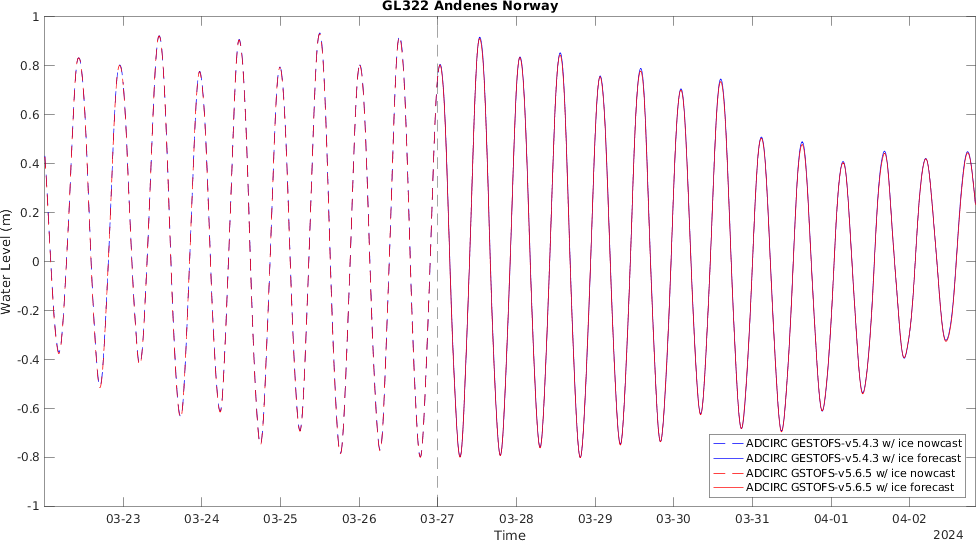 GL322 Andenes Norway
1
0.8
0.6
0.4
0.2
0
-0.2
-0.4
-0.6
-0.8
-1
Water Level (m)
ADCIRC GESTOFS-v5.4.3 w/ ice nowcast
ADCIRC GESTOFS-v5.4.3 w/ ice forecast
ADCIRC GSTOFS-v5.6.5 w/ ice nowcast
ADCIRC GSTOFS-v5.6.5 w/ ice forecast
03-23 03-24 03-25 03-26 03-27 03-28 03-29 03-30 03-31 04-01 04-02
Time
2024